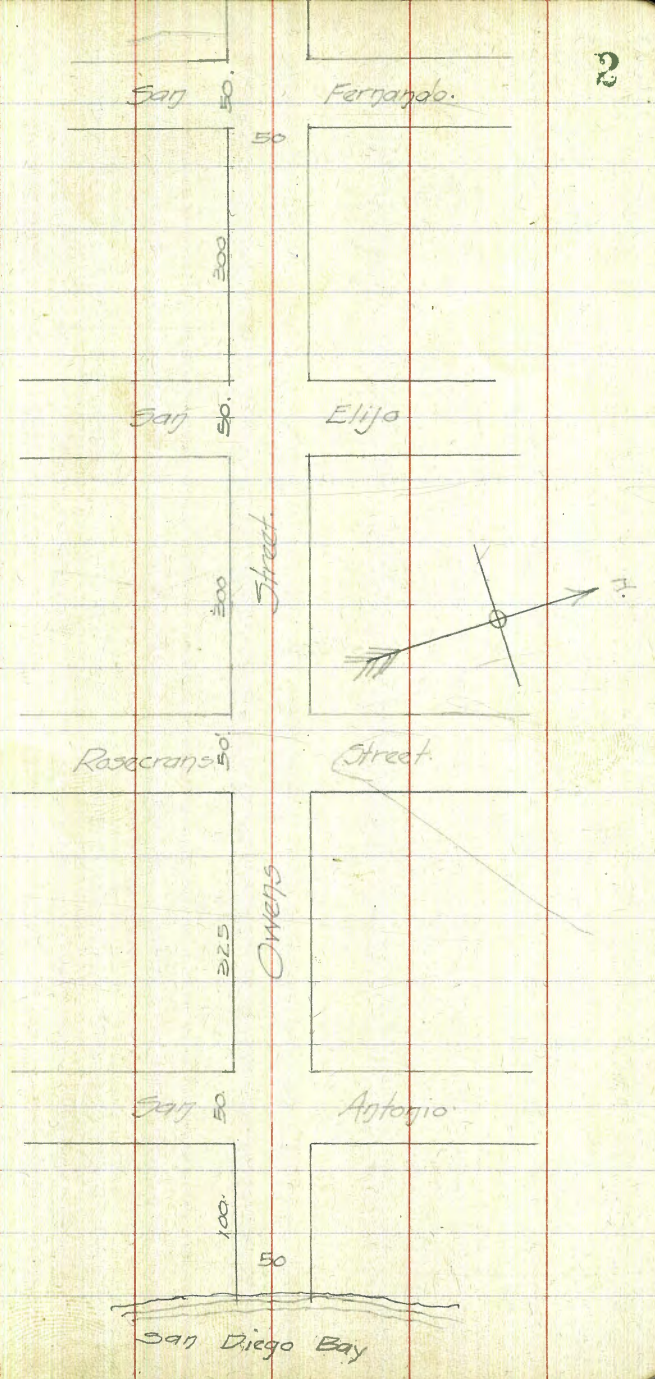 2
San 50. Fernando.
50
300
San 50. Elijo
Street.
300
N.
Rosecrans 50' Street.
Owens
325
San 50. Antonio
100.
50
San Diego Bay